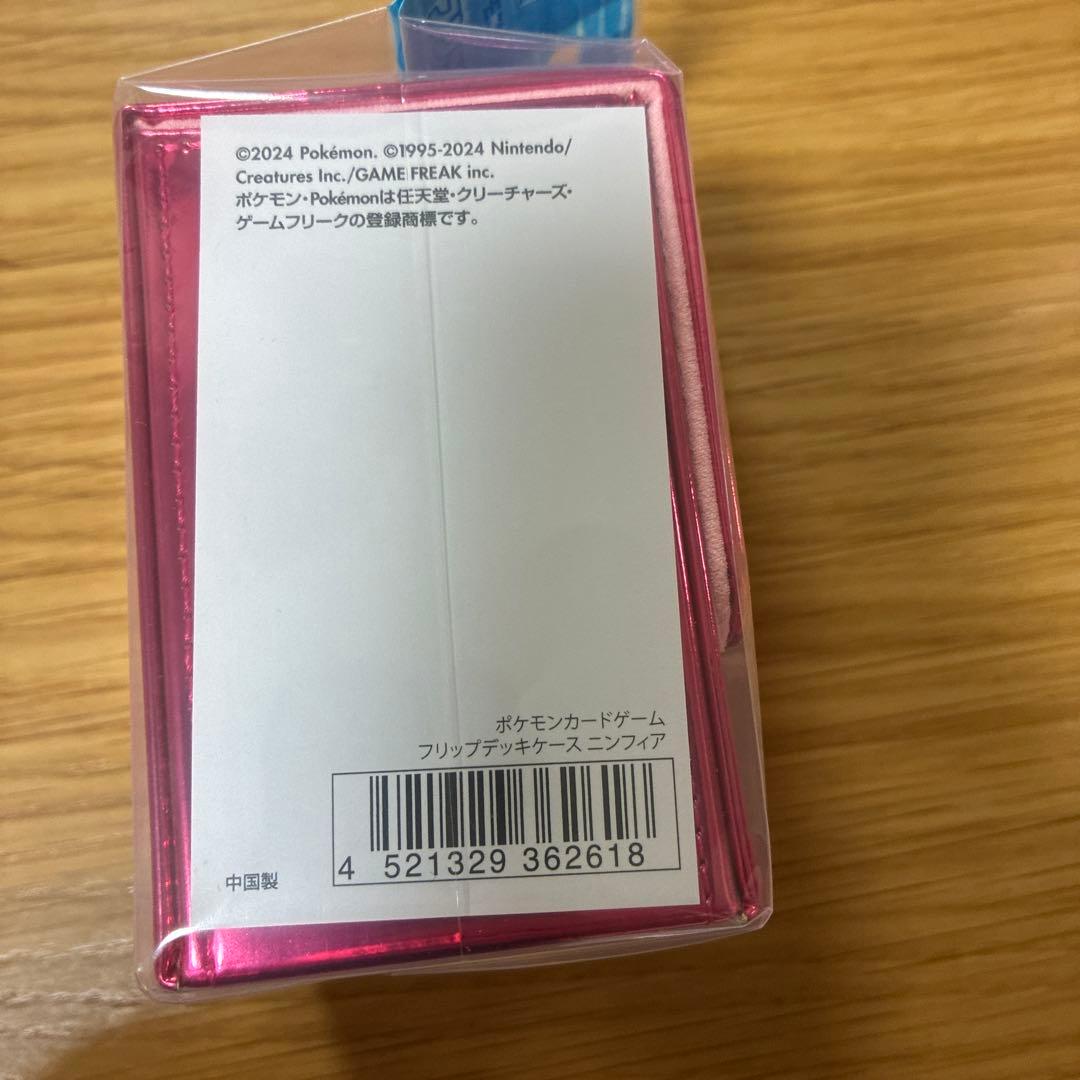 ©2024 Pokémon. ©1995-2024 Nintendo/
Creatures Inc./GAME FREAK inc.
ポケモン・Pokémonは任天堂・クリーチャーズ・
ゲームフリークの登録商標です。
ポケモンカードゲーム
フリップデッキケース ニンフィア
4 521329 362618
中国製